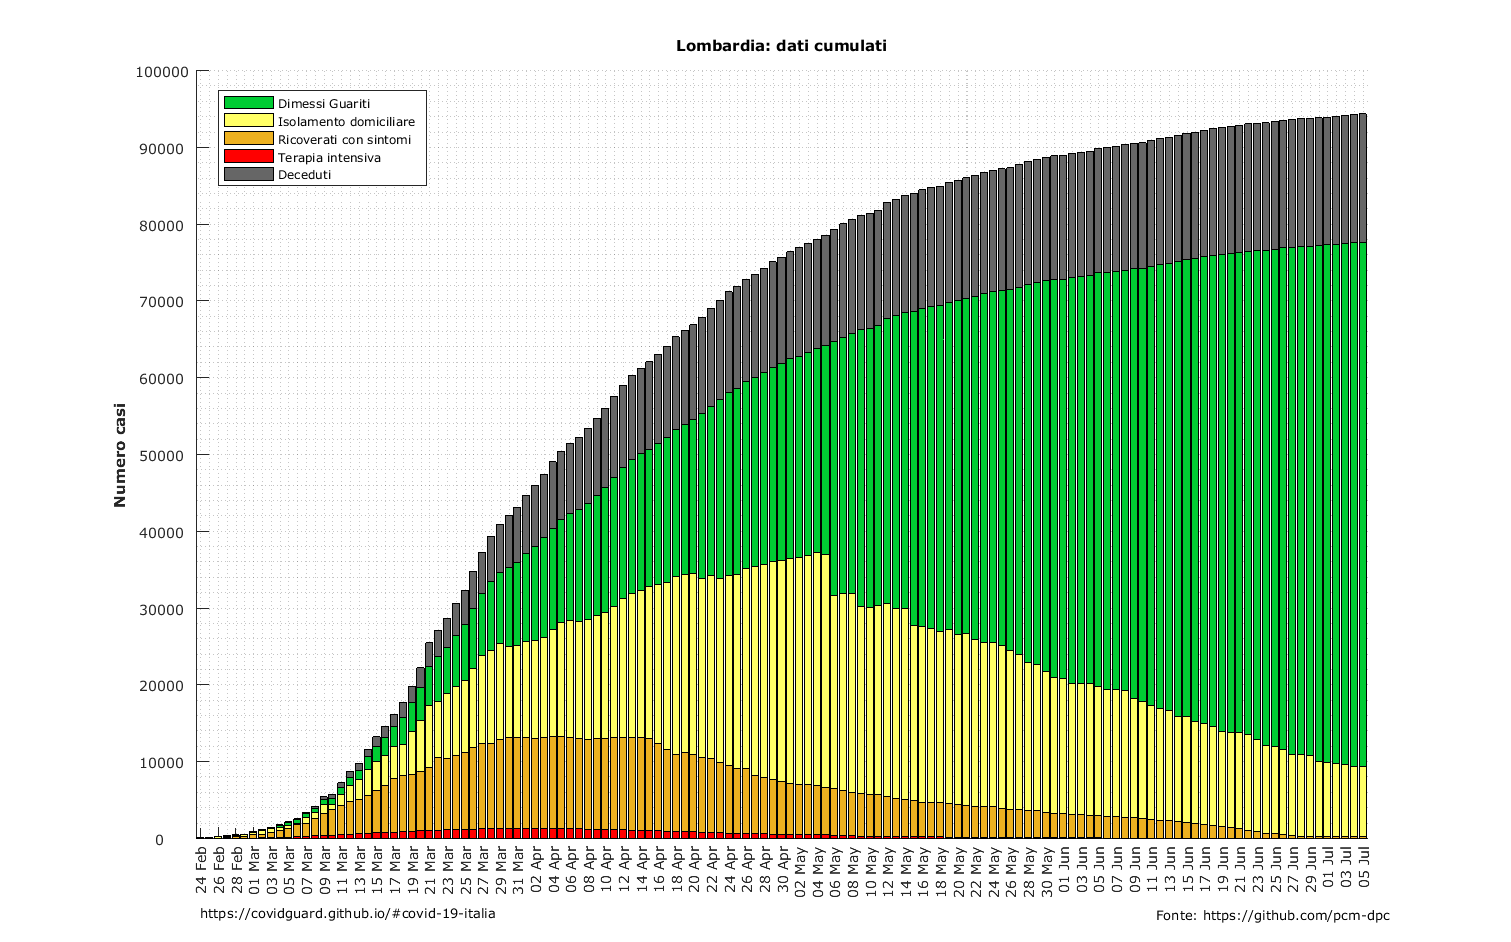 Lombardia: dati cumulati
100000
90000
80000
70000
60000
50000
40000
30000
20000
10000
0
Numero casi
Dimessi Guariti
Isolamento domiciliare
Ricoverati con sintomi
Terapia intensiva
Deceduti
24 Feb
26 Feb
28 Feb
01 Mar
03 Mar
05 Mar
07 Mar
09 Mar
11 Mar
13 Mar
15 Mar
17 Mar
19 Mar
21 Mar
23 Mar
25 Mar
27 Mar
29 Mar
31 Mar
02 Apr
04 Apr
06 Apr
08 Apr
10 Apr
12 Apr
14 Apr
16 Apr
18 Apr
20 Apr
22 Apr
24 Apr
26 Apr
28 Apr
30 Apr
02 May
04 May
06 May
08 May
10 May
12 May
14 May
16 May
18 May
20 May
22 May
24 May
26 May
28 May
30 May
01 Jun
03 Jun
05 Jun
07 Jun
09 Jun
11 Jun
13 Jun
15 Jun
17 Jun
19 Jun
21 Jun
23 Jun
25 Jun
27 Jun
29 Jun
01 Jul
03 Jul
05 Jul
https://covidguard.github.io/#covid-19-italia
Fonte: https://github.com/pcm-dpc